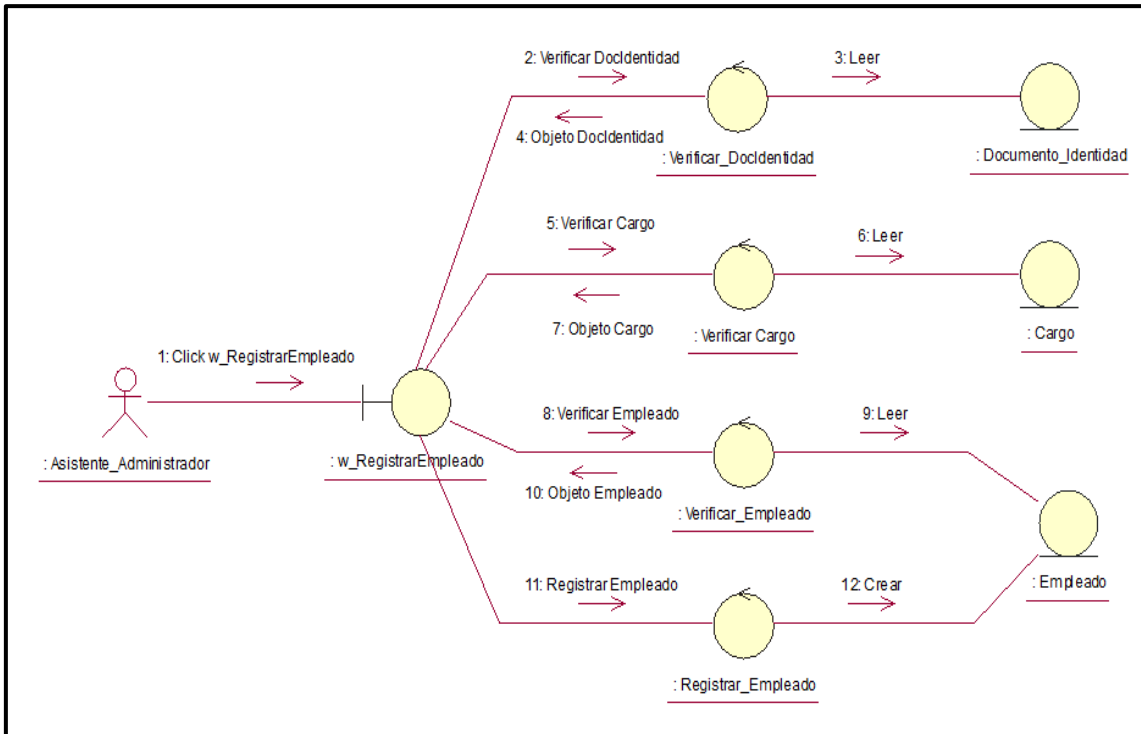 2: Verificar DocIdentidad
3: Leer
4: Objeto DocIdentidad
: Verificar_DocIdentidad
: Documento_Identidad
5: Verificar Cargo
6: Leer
7: Objeto Cargo
: Verificar Cargo
: Cargo
1: Click w_RegistrarEmpleado
: Asistente_Administrador
: w_RegistrarEmpleado
8: Verificar Empleado
9: Leer
10: Objeto Empleado
: Verificar_Empleado
: Empleado
11: Registrar Empleado
12: Crear
: Registrar_Empleado